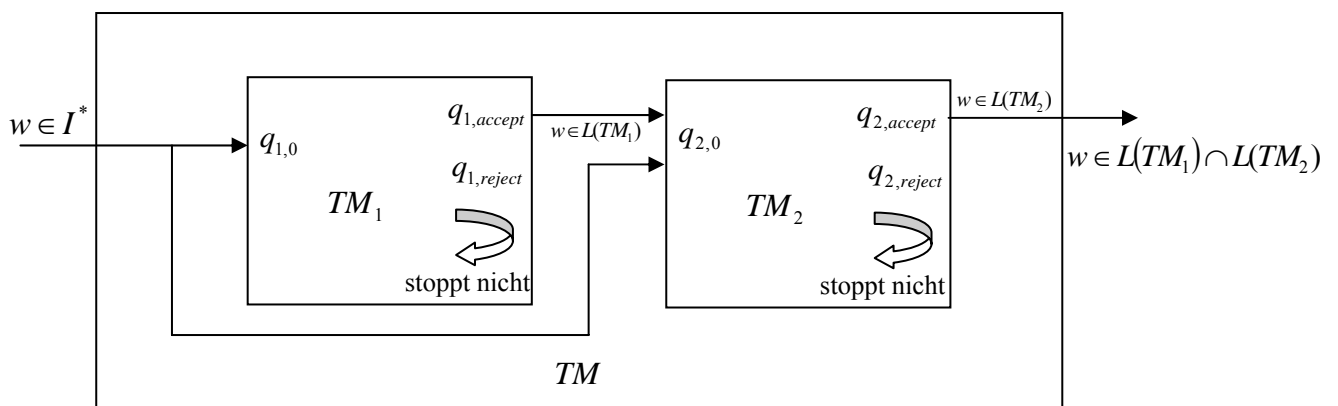 w ∈ I*
q1,0
q1,accept
w ∈ L(TM1)
q1,reject
TM1
stoppt nicht
q2,0
q2,accept
w ∈ L(TM2)
q2,reject
TM2
stoppt nicht
w ∈ L(TM1) ∩ L(TM2)
TM